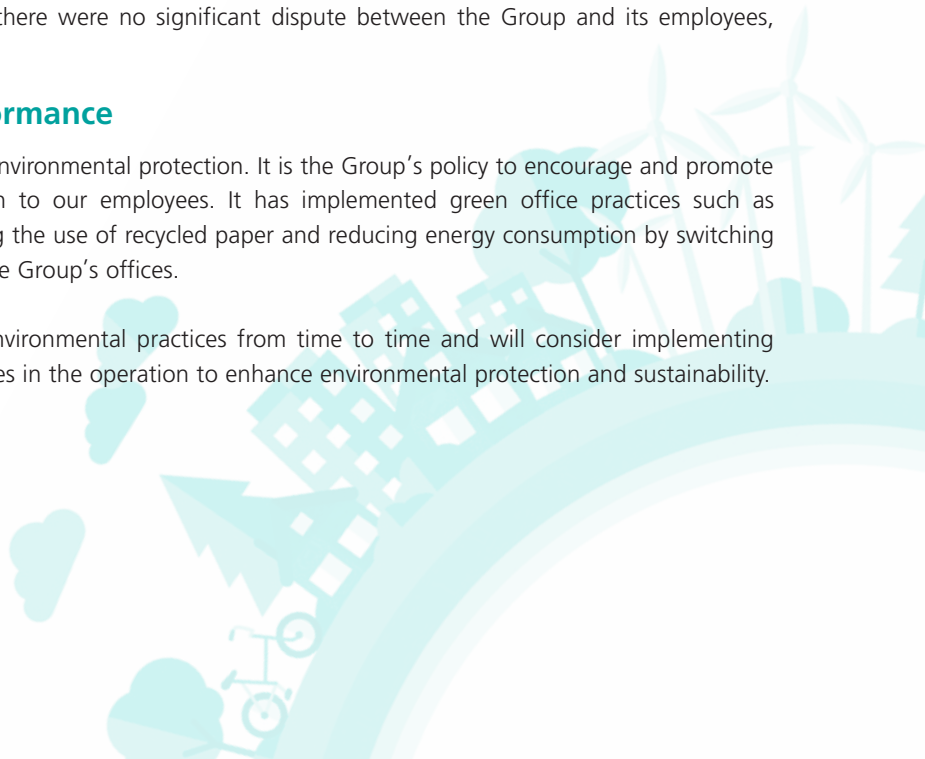 here were no significant dispute between the Group and its employees,
ormance
nvironmental protection. It is the Group's policy to encourage and promote
n to our employees. It has implemented green office practices such as
g the use of recycled paper and reducing energy consumption by switching
e Group's offices.
nvironmental practices from time to time and will consider implementing
es in the operation to enhance environmental protection and sustainability.